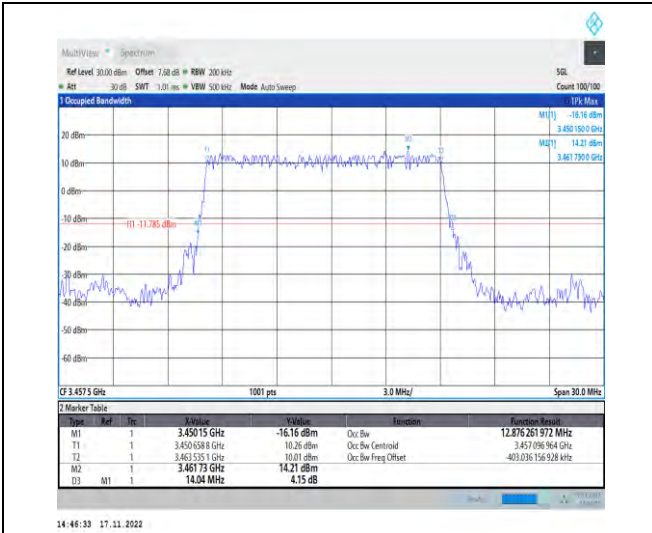 MultiView Spectrum
Ref Level 30.00 dBm Offset 7.68 dB RBW 200 kHz SGL
Att 30 dB SWT 1.01 ms VBW 500 kHz Mode Auto Sweep Count 100/100
1 Occupied Bandwidth 1Pk Max
M1[1] -16.16 dBm
3.450 150 0 GHz
M2[1] 14.21 dBm
3.461 730 0 GHz
20 dBm
10 dBm
0 dBm
-10 dBm
H1 -11.785 dBm
-20 dBm
-30 dBm
-40 dBm
-50 dBm
-60 dBm
CF 3.457 5 GHz 1001 pts 3.0 MHz/ Span 30.0 MHz
2 Marker Table
Type Ref Trc X-Value Y-Value Function Function Result
M1 1 3.450 15 GHz -16.16 dBm Occ Bw 12.876 261 972 MHz
T1 1 3.450 658 8 GHz 10.26 dBm Occ Bw Centroid 3.457 096 964 GHz
T2 1 3.463 535 1 GHz 10.01 dBm Occ Bw Freq Offset -403.036 156 928 kHz
M2 1 3.461 73 GHz 14.21 dBm
D3 M1 1 14.04 MHz 4.15 dB
14:46:33 17.11.2022